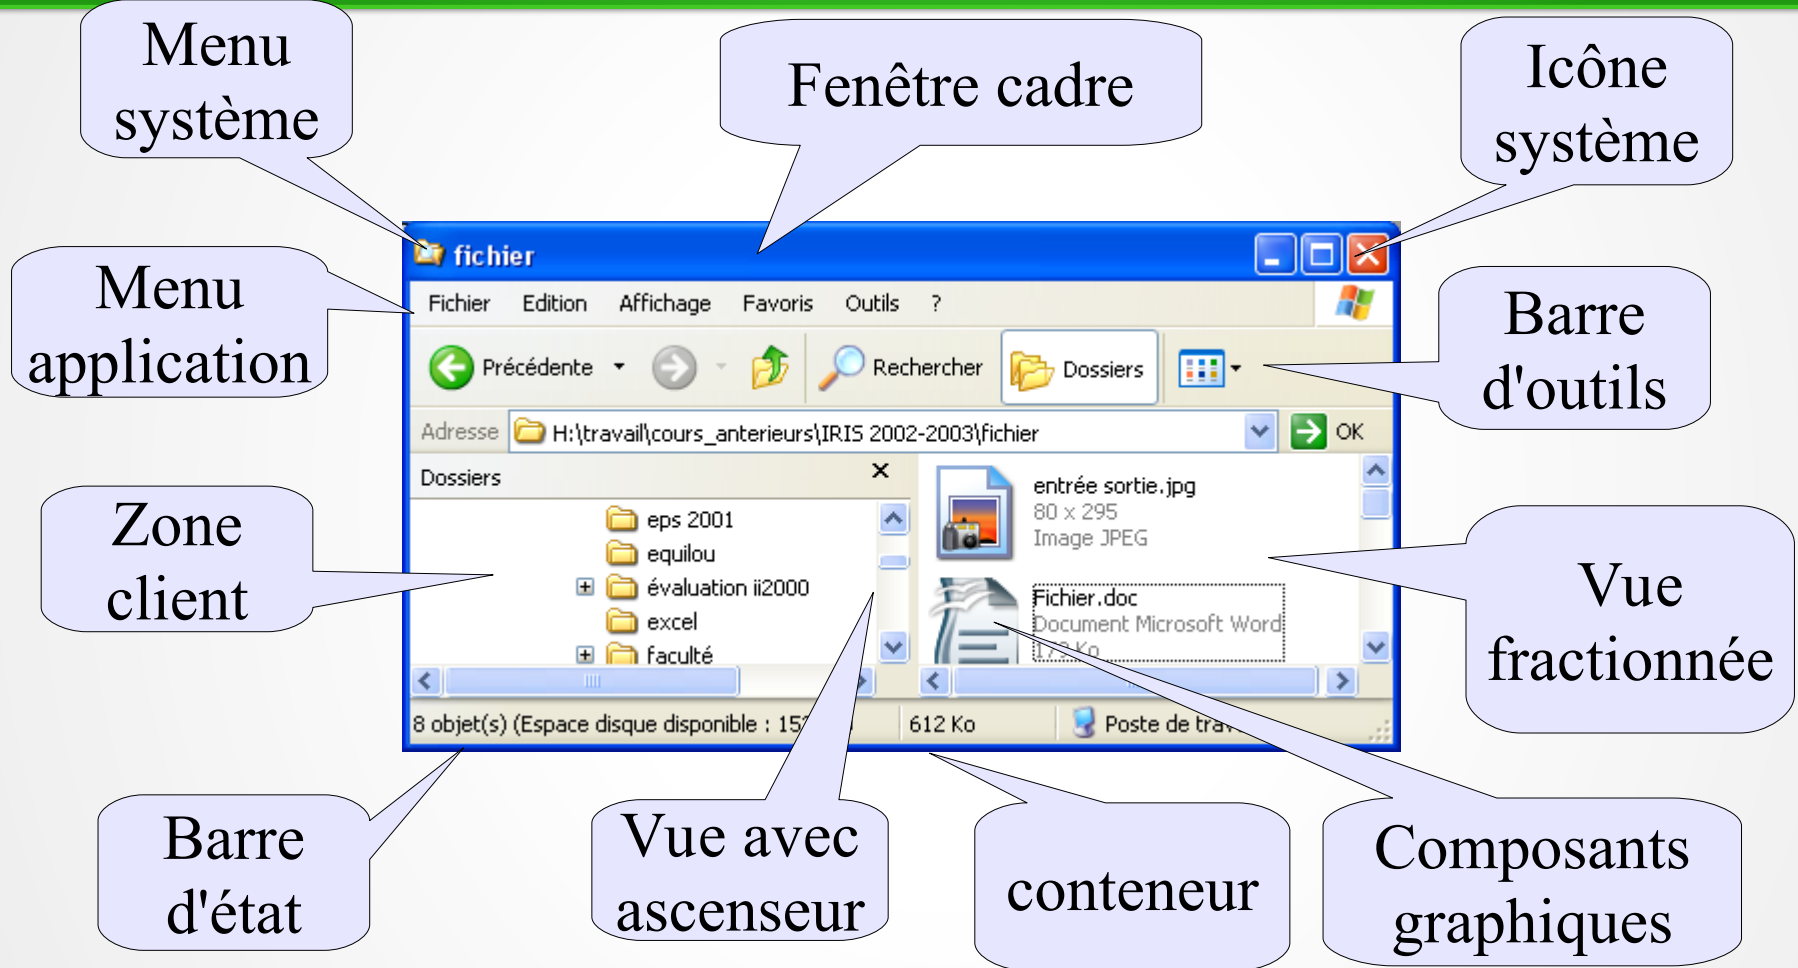 Menu
système
Fenêtre cadre
Icône
système
fichier
Menu
application
Fichier Edition Affichage Favoris Outils ?
Précédente Rechercher Dossiers
Barre
d'outils
Adresse H:\travail\cours_anterieurs\IRIS 2002-2003\fichier OK
Dossiers
eps 2001
equilou
évaluation ii2000
excel
faculté
entrée sortie.jpg
80 x 295
Image JPEG
Fichier.doc
Document Microsoft Word
Zone
client
Vue
fractionnée
8 objet(s) (Espace disque disponible : 612 Ko Poste de
Barre
d'état
Vue avec
ascenseur
conteneur
Composants
graphiques